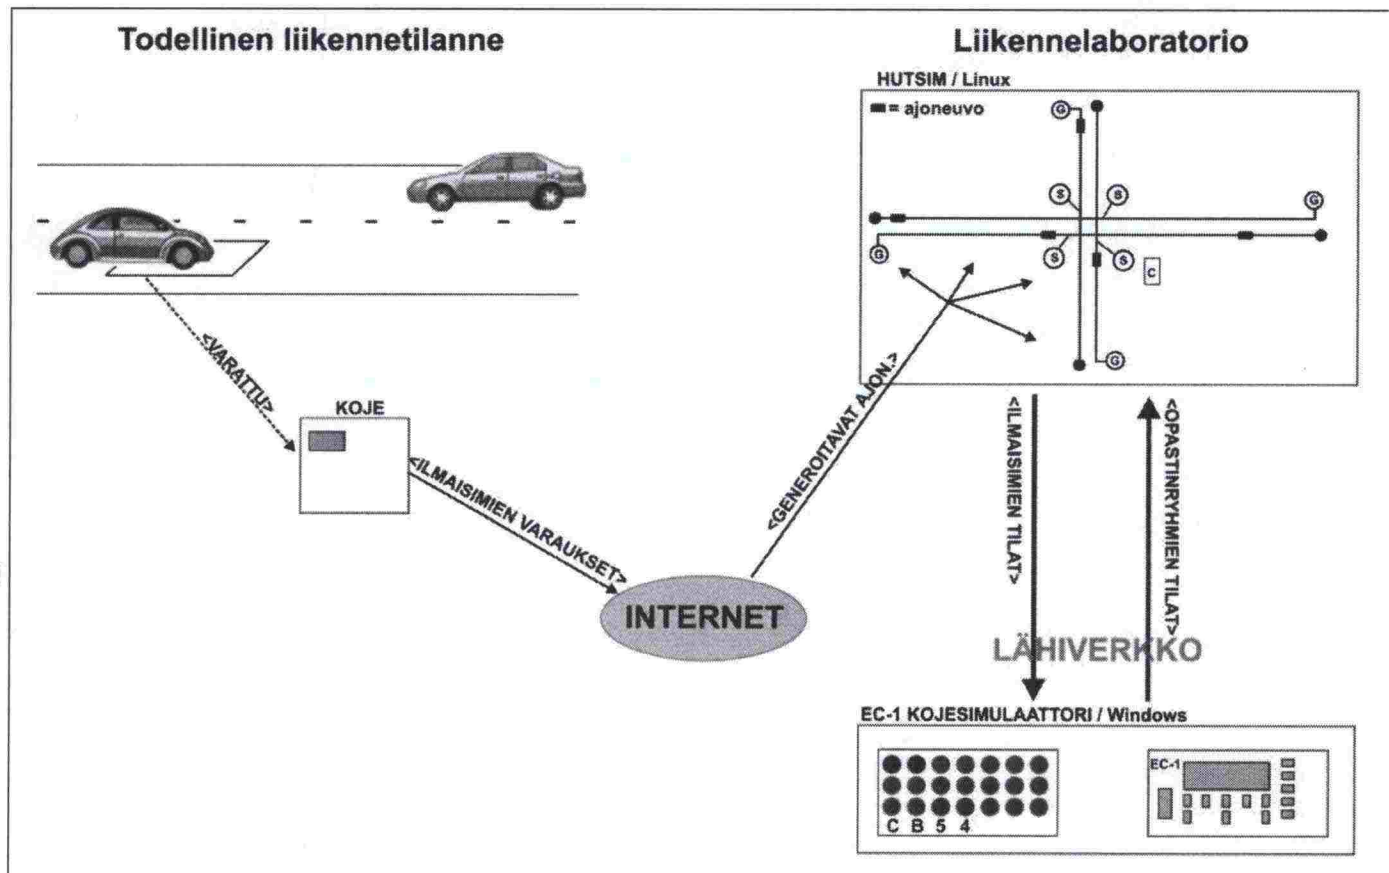 Todellinen liikennetilanne
Liikennelaboratorio
HUTSIM / Linux
= ajoneuvo
G
G
S
S
G
S
S
C
G
<VARATTU>
KOJE
<ILMAISIMIEN VARAUKSET>
INTERNET
<GENEROITAVAT AJON.>
<ILMAISIMIEN TILAT>
<OPASTINRYHMIEN TILAT>
LÄHIVERKKO
EC-1 KOJESIMULAATTORI / Windows
EC-1
C B 5 4